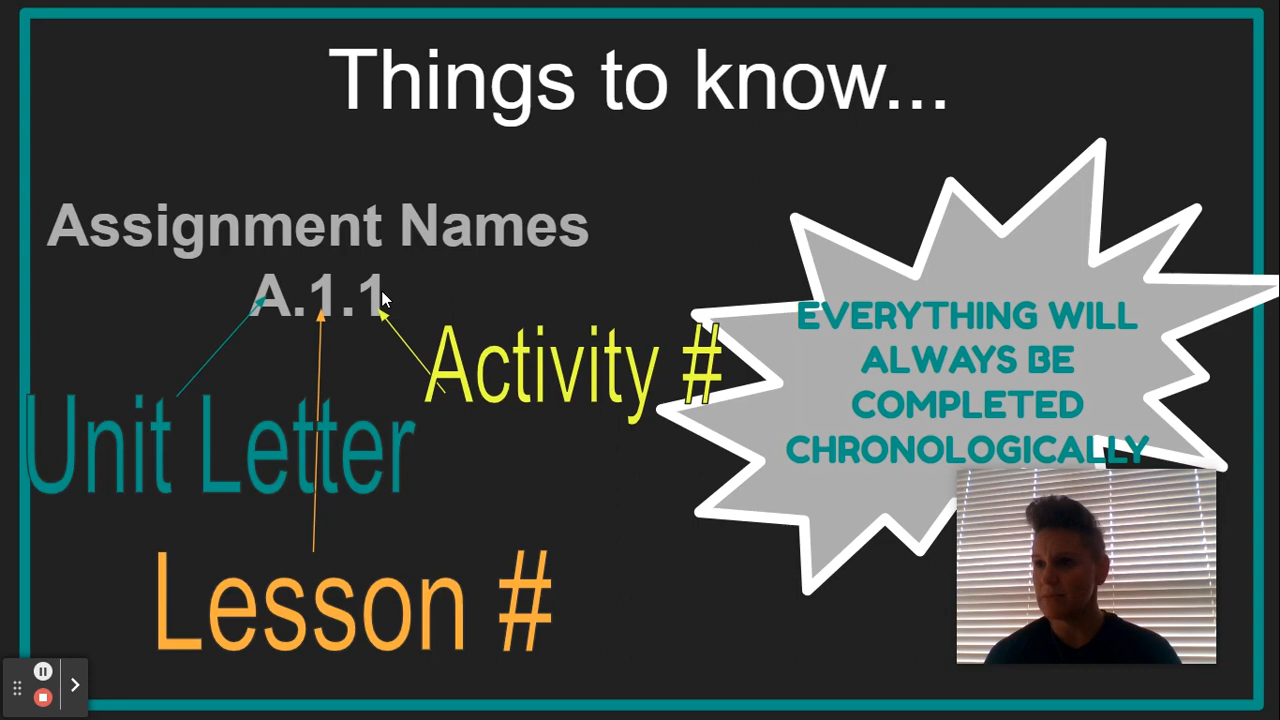 Things to know...
Assignment Names
A.1.1
Activity #
Unit Letter
Lesson #
EVERYTHING WILL
ALWAYS BE
COMPLETED
CHRONOLOGICALLY